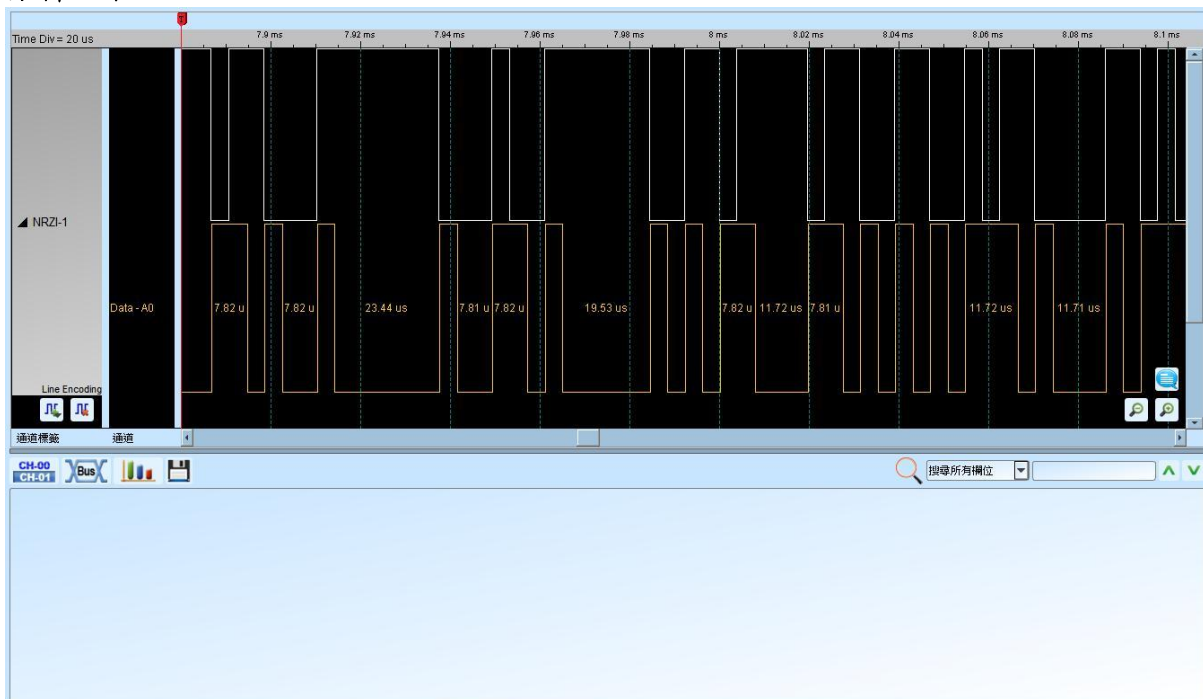 T
Time Div = 20 us
7.9 ms 7.92 ms 7.94 ms 7.96 ms 7.98 ms 8 ms 8.02 ms 8.04 ms 8.06 ms 8.08 ms 8.1 ms
NRZI-1
Data - A0 7.82 u 7.82 u 23.44 us 7.81 u 7.82 u 19.53 us 7.82 u 11.72 us 7.81 u 11.72 us 11.71 us
Line Encoding
通道標籤 通道
CH-00
CH-01
Bus
搜尋所有欄位